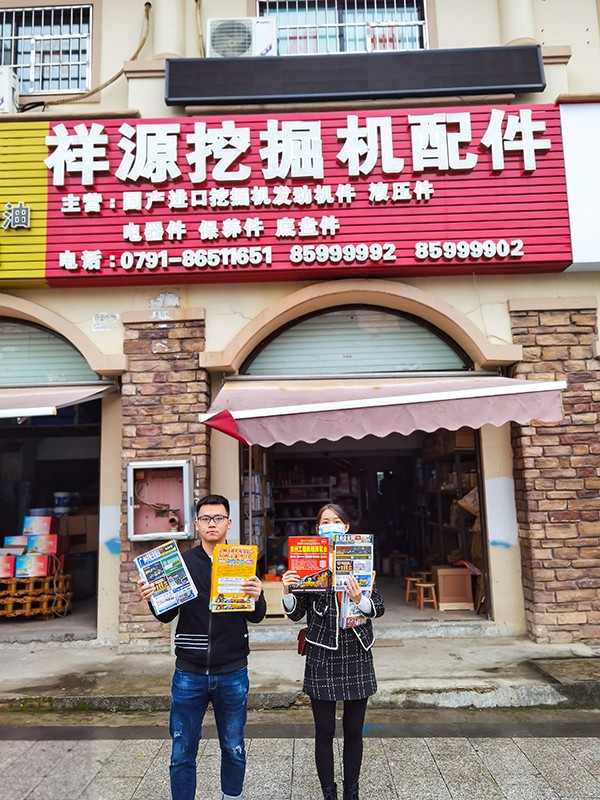 祥源挖掘机配件
主营：国产进口挖掘机发动机件 液压件
电器件 保养件 底盘件
电话：0791-86511651 85999992 85999902
油